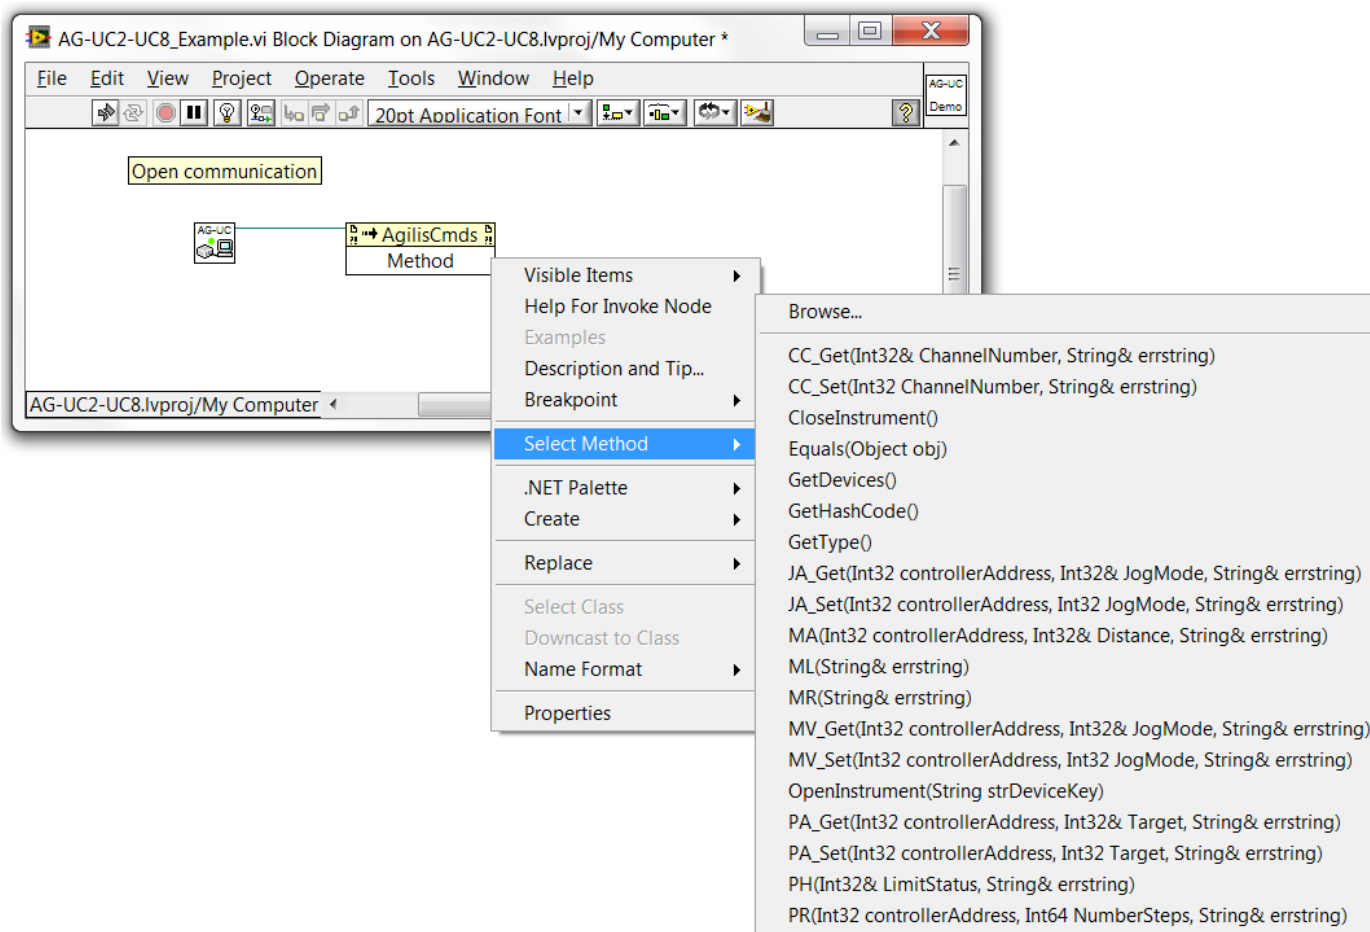 AG-UC2-UC8_Example.vi Block Diagram on AG-UC2-UC8.lvproj/My Computer *
File Edit View Project Operate Tools Window Help
20pt Application Font
AG-UC
Demo
Open communication
AG-UC
AgilisCmds
Method
AG-UC2-UC8.lvproj/My Computer
Visible Items
Help For Invoke Node
Examples
Description and Tip...
Breakpoint
Select Method
.NET Palette
Create
Replace
Select Class
Downcast to Class
Name Format
Properties
Browse...
CC_Get(Int32& ChannelNumber, String& errstring)
CC_Set(Int32 ChannelNumber, String& errstring)
CloseInstrument()
Equals(Object obj)
GetDevices()
GetHashCode()
GetType()
JA_Get(Int32 controllerAddress, Int32& JogMode, String& errstring)
JA_Set(Int32 controllerAddress, Int32 JogMode, String& errstring)
MA(Int32 controllerAddress, Int32& Distance, String& errstring)
ML(String& errstring)
MR(String& errstring)
MV_Get(Int32 controllerAddress, Int32& JogMode, String& errstring)
MV_Set(Int32 controllerAddress, Int32 JogMode, String& errstring)
OpenInstrument(String strDeviceKey)
PA_Get(Int32 controllerAddress, Int32& Target, String& errstring)
PA_Set(Int32 controllerAddress, Int32 Target, String& errstring)
PH(Int32& LimitStatus, String& errstring)
PR(Int32 controllerAddress, Int64 NumberSteps, String& errstring)